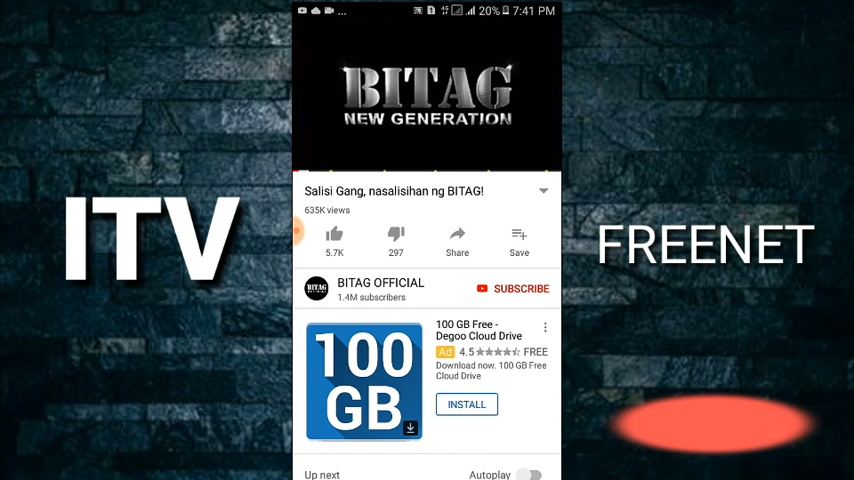 20% 7:41 PM
BITAG
NEW GENERATION
Salisi Gang, nasalisihan ng BITAG!
635K views
5.7K
297
Share
Save
BITAG OFFICIAL
1.4M subscribers
SUBSCRIBE
100 GB Free -
Degoo Cloud Drive
Ad 4.5 FREE
Download now. 100 GB Free
Cloud Drive
INSTALL
100
GB
Up next
Autoplay
ITV
FREENET